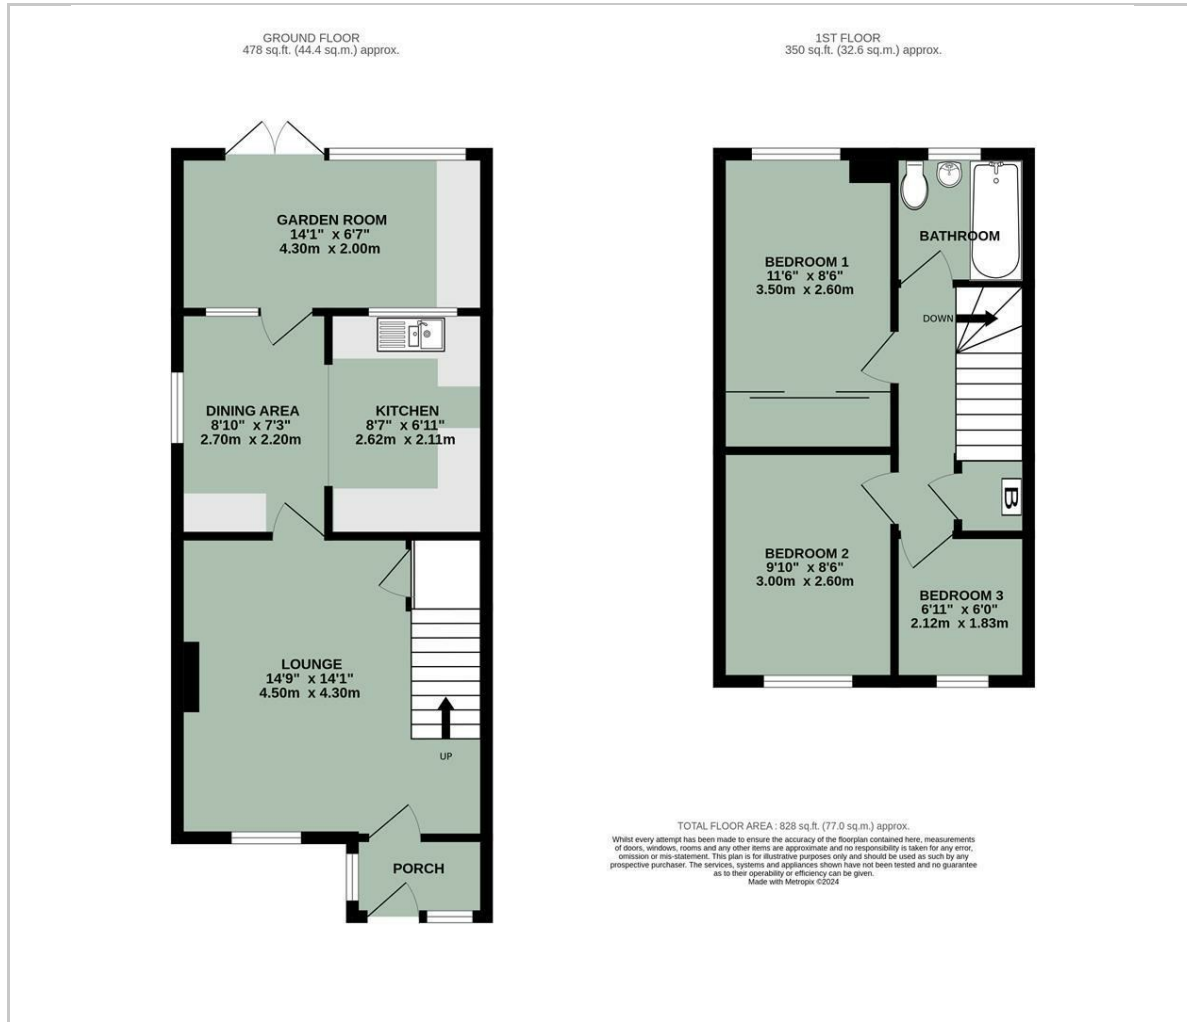 GROUND FLOOR
478 sq.ft. (44.4 sq.m.) approx.
GARDEN ROOM
14'1" x 6'7"
4.30m x 2.00m
DINING AREA
8'10" x 7'3"
2.70m x 2.20m
KITCHEN
8'7" x 6'11"
2.62m x 2.11m
LOUNGE
14'9" x 14'1"
4.50m x 4.30m
UP
PORCH
1ST FLOOR
350 sq.ft. (32.6 sq.m.) approx.
BEDROOM 1
11'6" x 8'6"
3.50m x 2.60m
BATHROOM
DOWN
B
BEDROOM 2
9'10" x 8'6"
3.00m x 2.60m
BEDROOM 3
6'11" x 6'0"
2.12m x 1.83m
TOTAL FLOOR AREA : 828 sq.ft. (77.0 sq.m.) approx.
Whilst every attempt has been made to ensure the accuracy of the floorplan contained here, measurements
of doors, windows, rooms and any other items are approximate and no responsibility is taken for any error,
omission or mis-statement. This plan is for illustrative purposes only and should be used as such by any
prospective purchaser. The services, systems and appliances shown have not been tested and no guarantee
as to their operability or efficiency can be given.
Made with Metropix ©2024